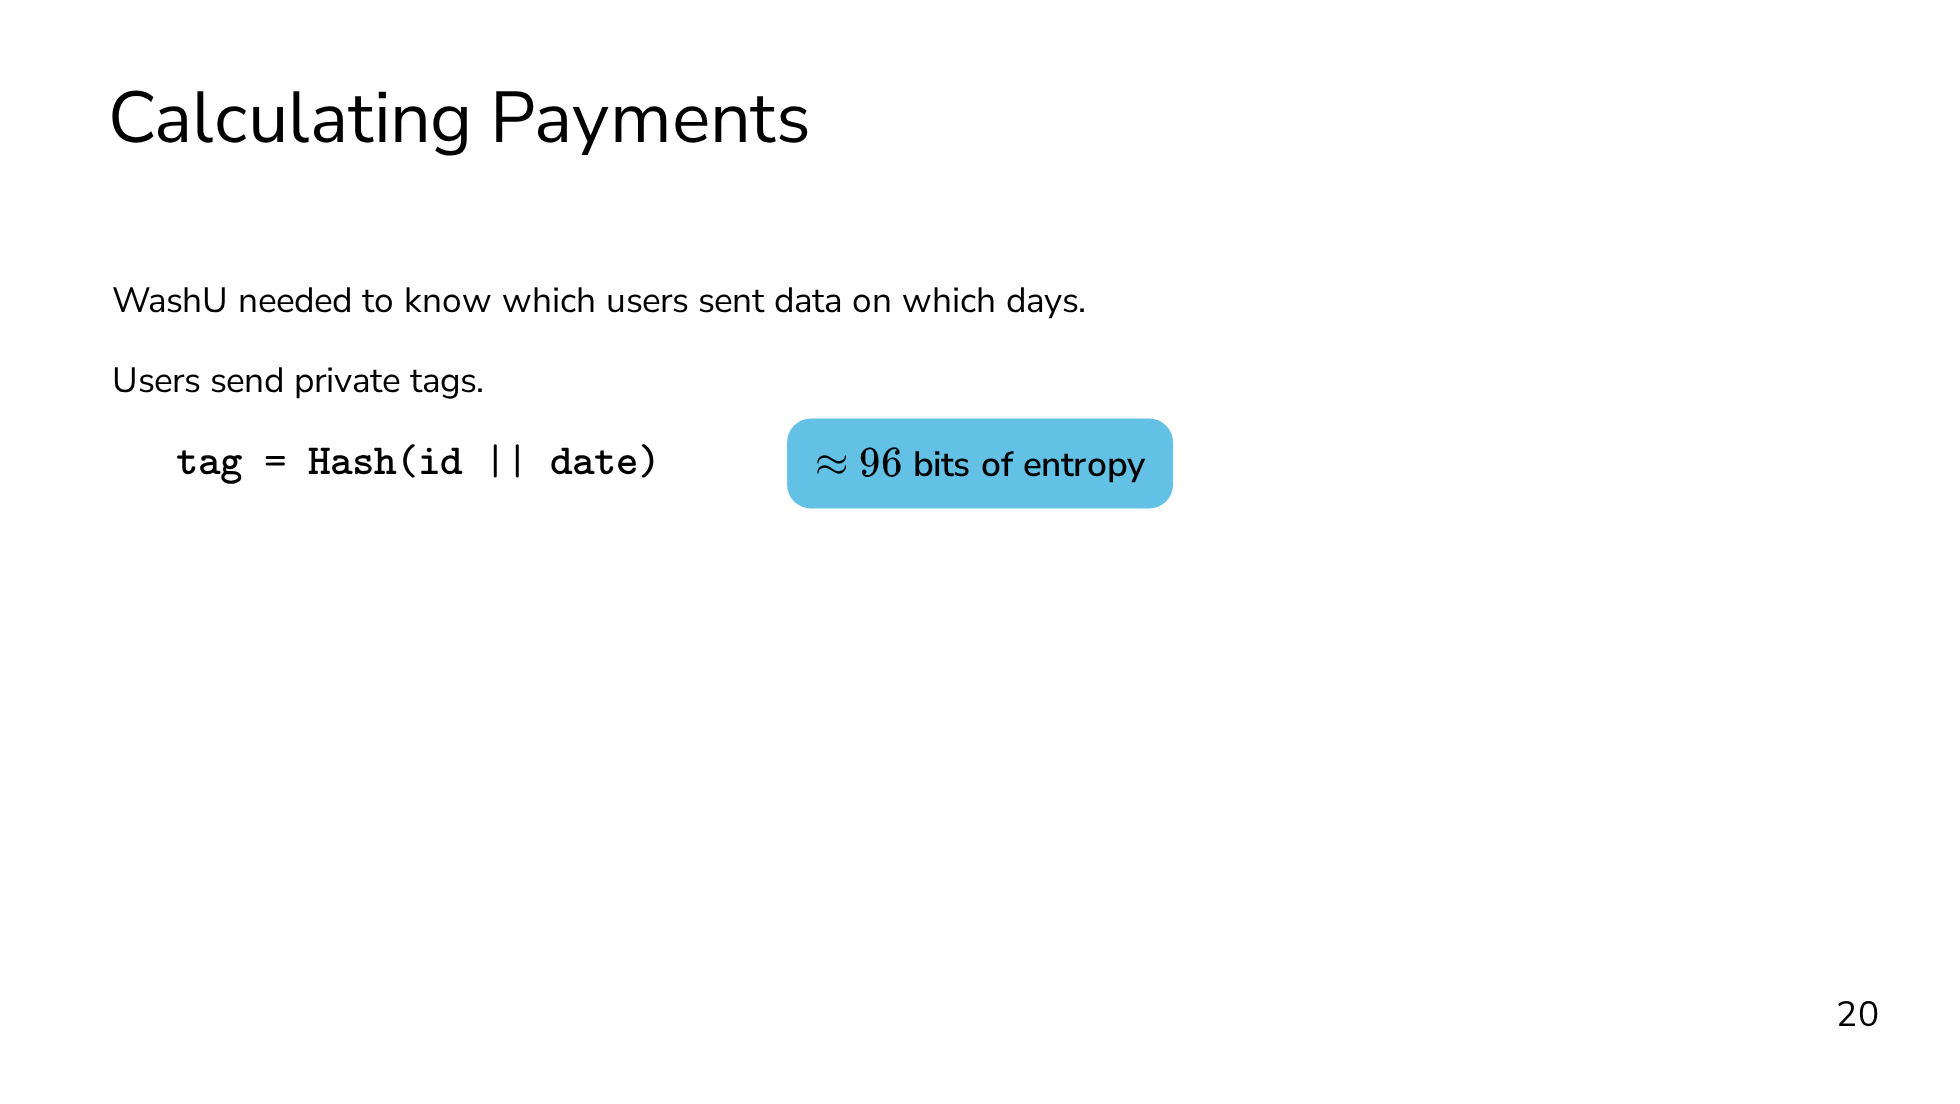 Calculating Payments
WashU needed to know which users sent data on which days.
Users send private tags.
tag = Hash(id || date)
≈ 96 bits of entropy
20